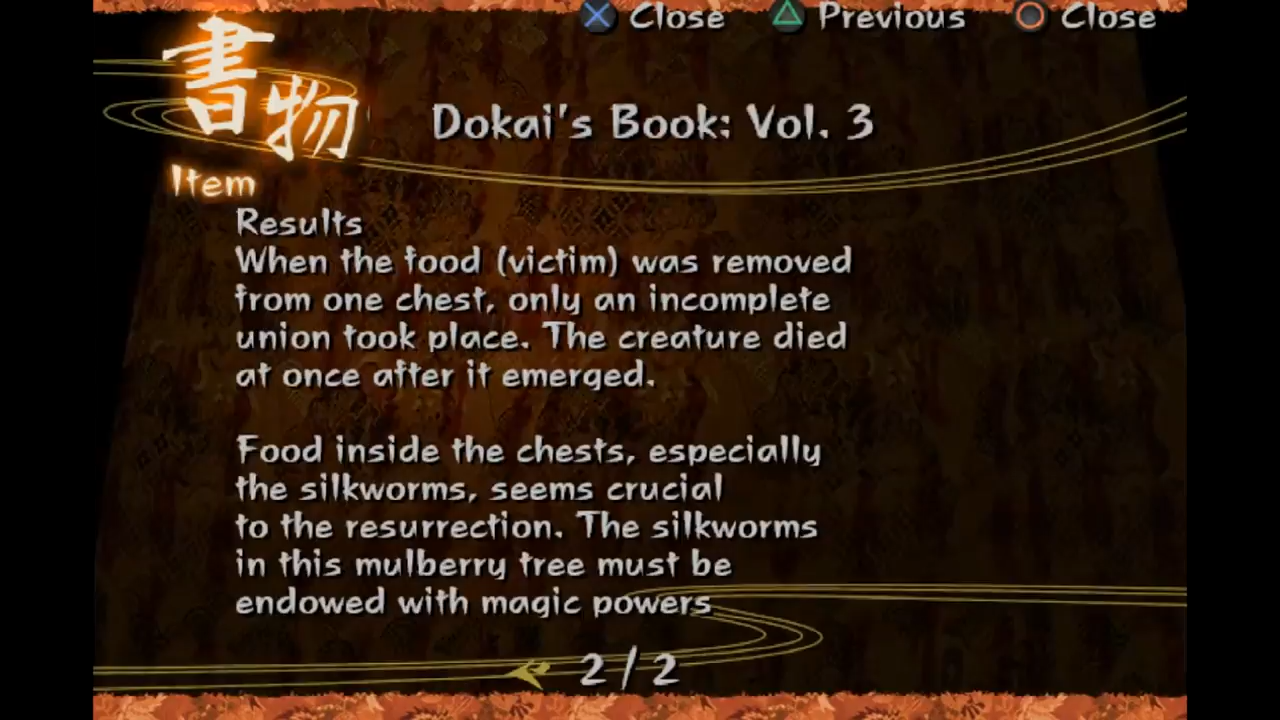 Close Previous Close
書物
Item
Dokai's Book: Vol. 3
Results
When the food (victim) was removed
from one chest, only an incomplete
union took place. The creature died
at once after it emerged.
Food inside the chests, especially
the silkworms, seems crucial
to the resurrection. The silkworms
in this mulberry tree must be
endowed with magic powers
2/2